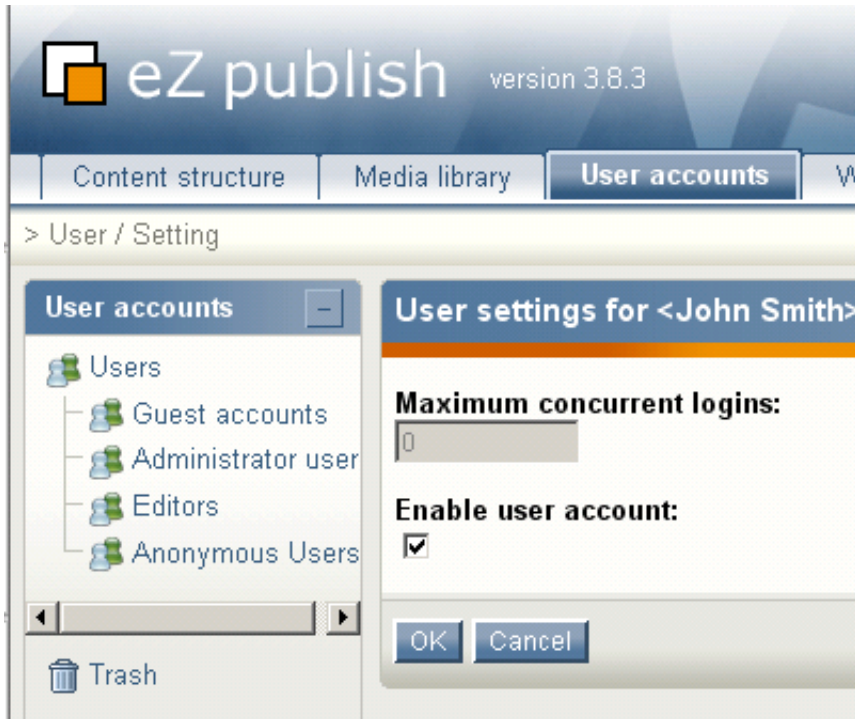 eZ publish version 3.8.3
Content structure Media library User accounts W
> User / Setting
User accounts
Users
Guest accounts
Administrator user
Editors
Anonymous Users
Trash
User settings for <John Smith>
Maximum concurrent logins:
0
Enable user account:
OK Cancel